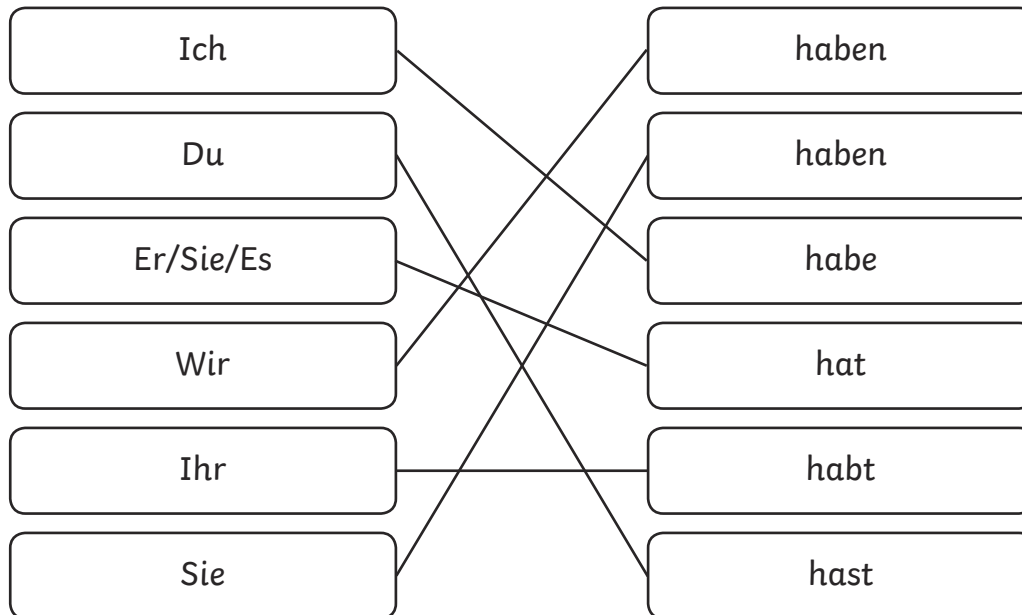 Ich haben
Du haben
Er/Sie/Es habe
Wir hat
Ihr habt
Sie hast